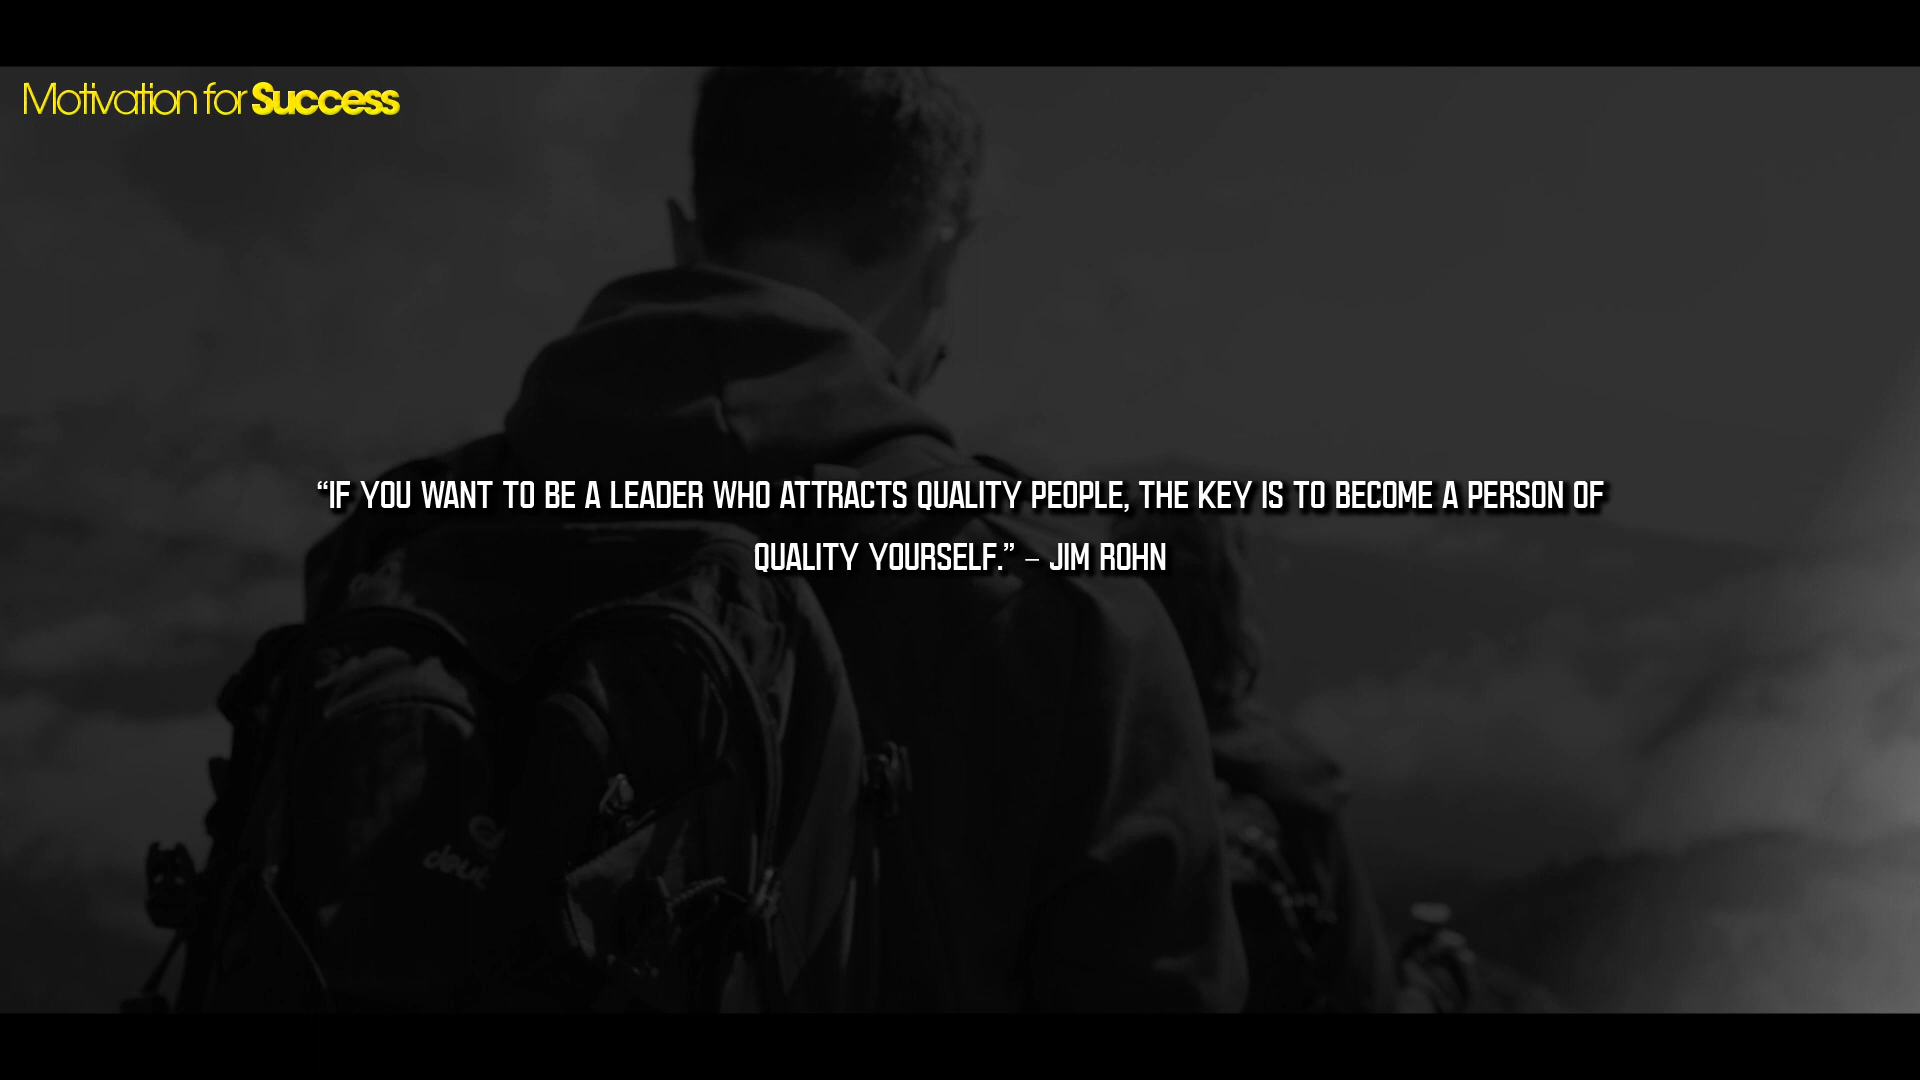 Motivation for Success
“IF YOU WANT TO BE A LEADER WHO ATTRACTS QUALITY PEOPLE, THE KEY IS TO BECOME A PERSON OF
QUALITY YOURSELF.” – JIM ROHN
deuter